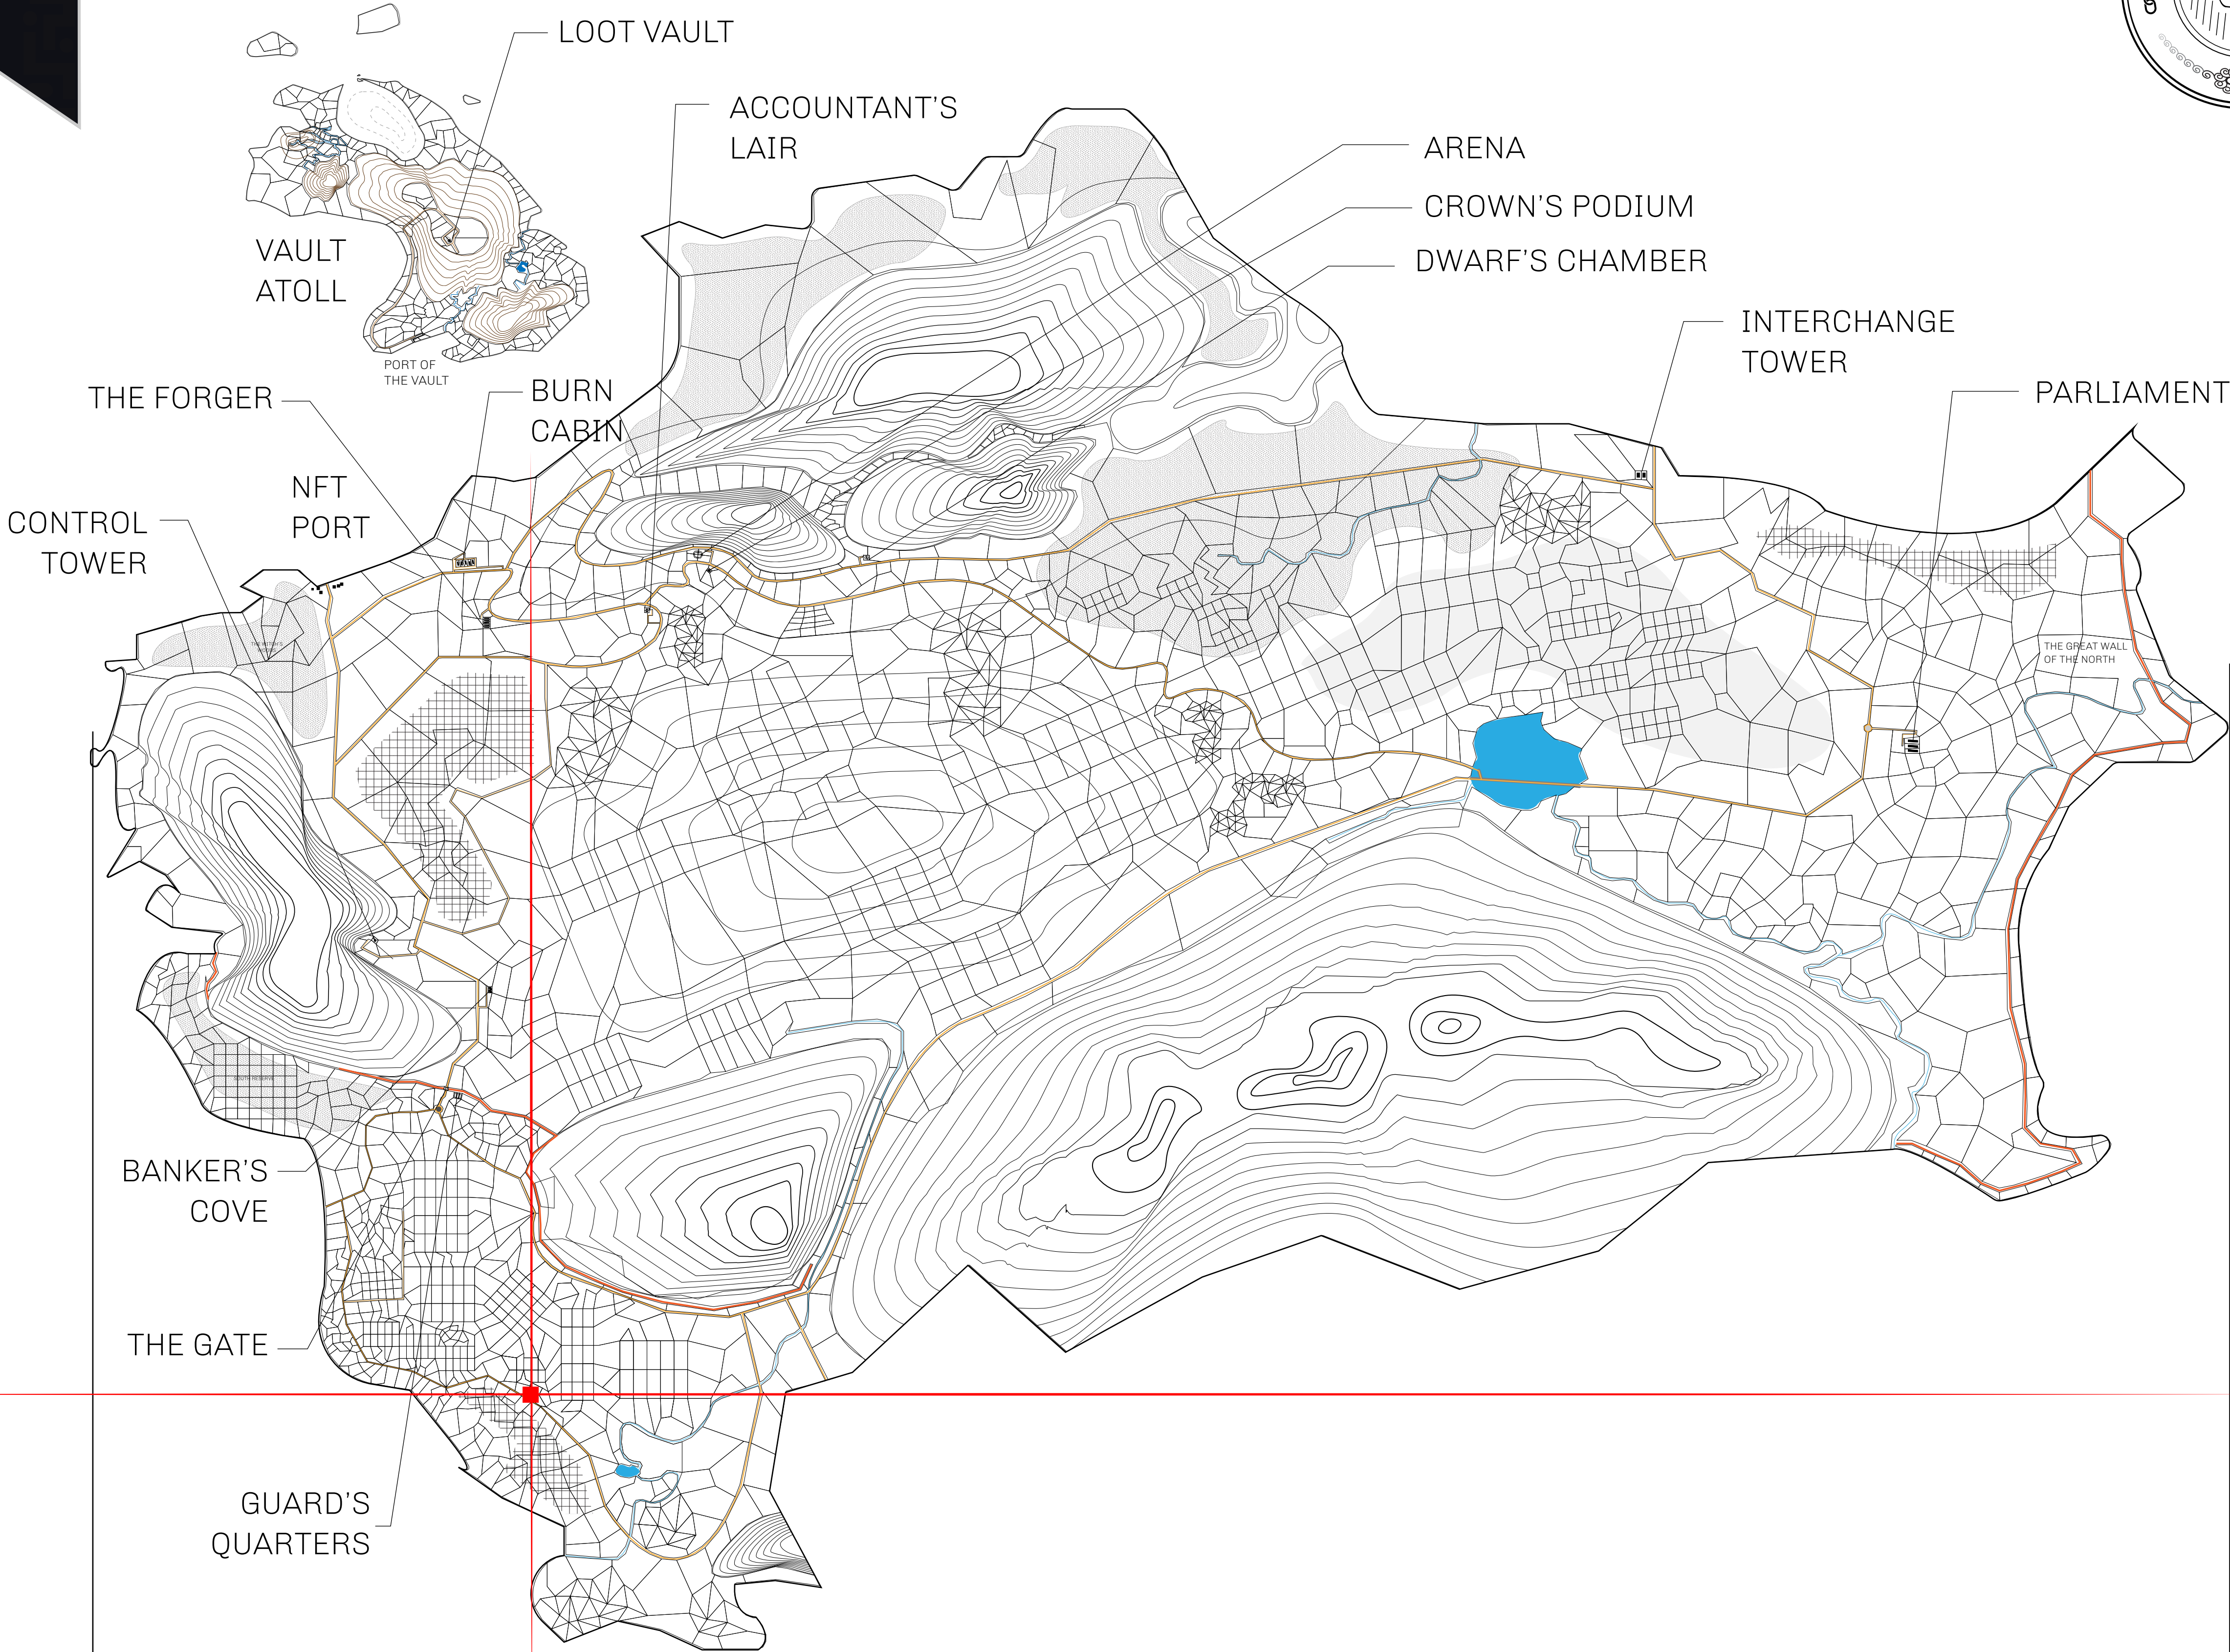 LOOT VAULT
ACCOUNTANT'S
LAIR
ARENA
CROWN'S PODIUM
DWARF'S CHAMBER
VAULT
ATOLL
INTERCHANGE
TOWER
PORT OF
THE VAULT
THE FORGER
BURN
CABIN
PARLIAMENT
NFT
PORT
CONTROL
TOWER
THE GREAT WALL
OF THE NORTH
SOUTH RESERVE
BANKER'S
COVE
THE GATE
GUARD'S
QUARTERS